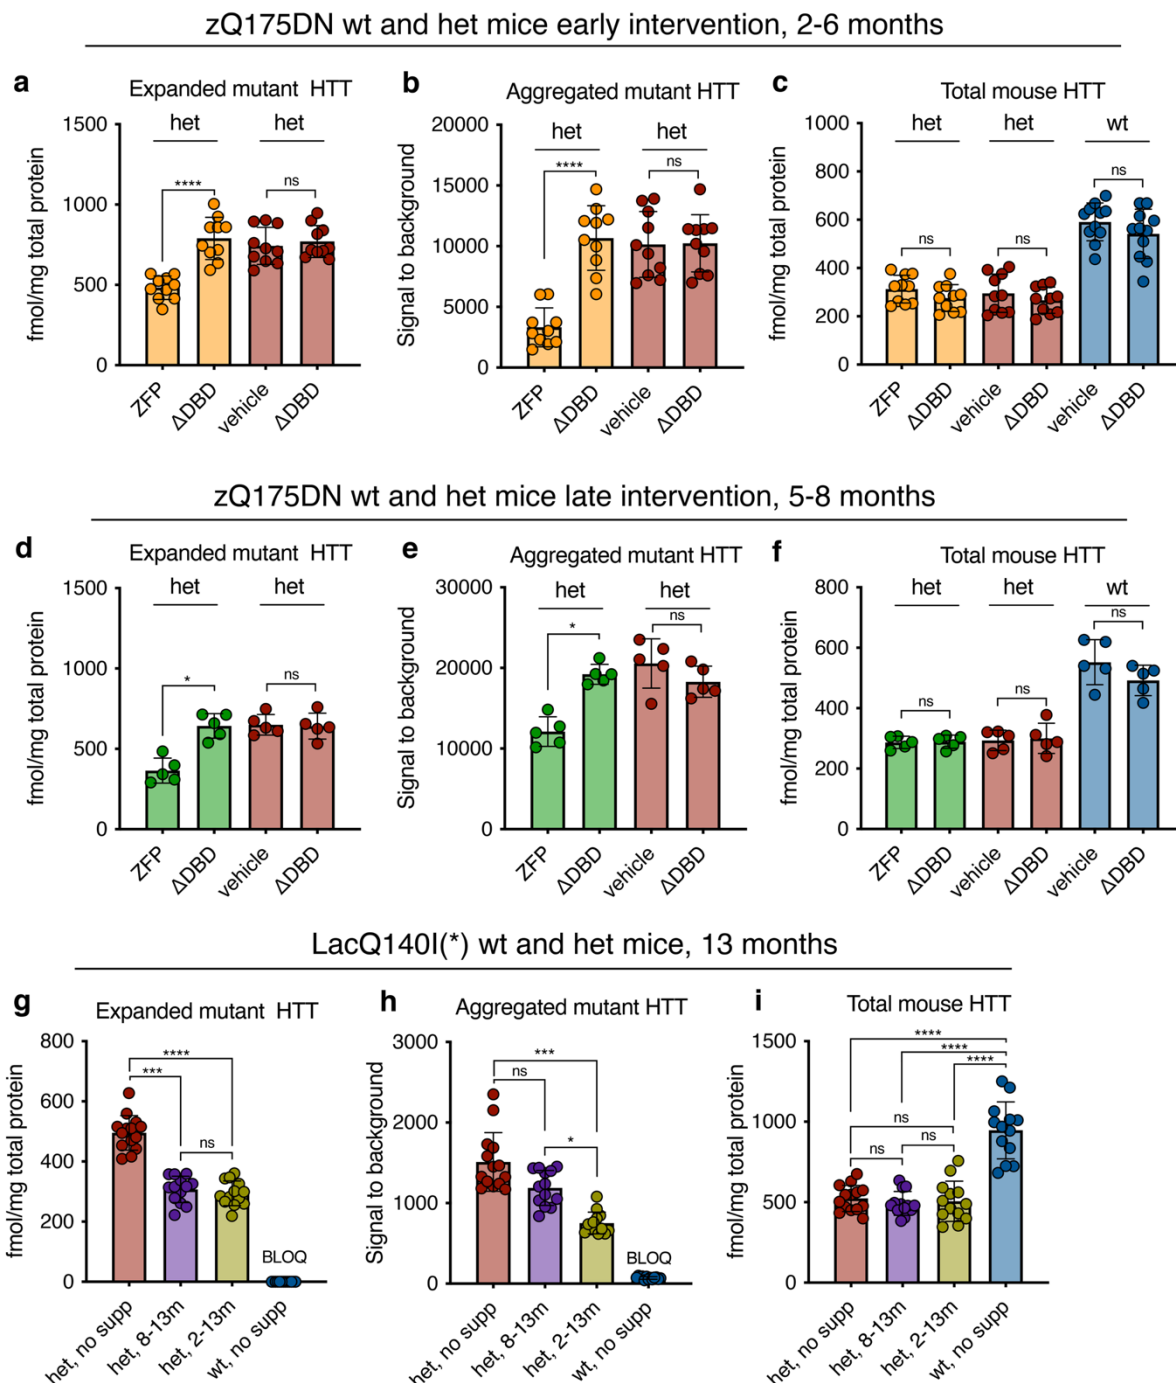 zQ175DN wt and het mice early intervention, 2-6 months
a
Expanded mutant HTT
het
het
1500
1000
500
0
fmol/mg total protein
****
ns
ZFP
ΔDBD
vehicle
ΔDBD
b
Aggregated mutant HTT
het
het
20000
15000
10000
5000
0
Signal to background
****
ns
ZFP
ΔDBD
vehicle
ΔDBD
c
Total mouse HTT
het
het
wt
1000
800
600
400
200
0
fmol/mg total protein
ns
ns
ns
ZFP
ΔDBD
vehicle
ΔDBD
vehicle
ΔDBD
zQ175DN wt and het mice late intervention, 5-8 months
d
Expanded mutant HTT
het
het
1500
1000
500
0
fmol/mg total protein
*
ns
ZFP
ΔDBD
vehicle
ΔDBD
e
Aggregated mutant HTT
het
het
30000
20000
10000
0
Signal to background
*
ns
ZFP
ΔDBD
vehicle
ΔDBD
f
Total mouse HTT
het
het
wt
800
600
400
200
0
fmol/mg total protein
ns
ns
ns
ZFP
ΔDBD
vehicle
ΔDBD
vehicle
ΔDBD
LacQ140I(*) wt and het mice, 13 months
g
Expanded mutant HTT
800
600
400
200
0
fmol/mg total protein
****
***
ns
BLOQ
het, no supp
het, 8-13m
het, 2-13m
wt, no supp
h
Aggregated mutant HTT
3000
2000
1000
0
Signal to background
***
ns
*
BLOQ
het, no supp
het, 8-13m
het, 2-13m
wt, no supp
i
Total mouse HTT
1500
1000
500
0
fmol/mg total protein
****
****
****
ns
ns
ns
het, no supp
het, 8-13m
het, 2-13m
wt, no supp